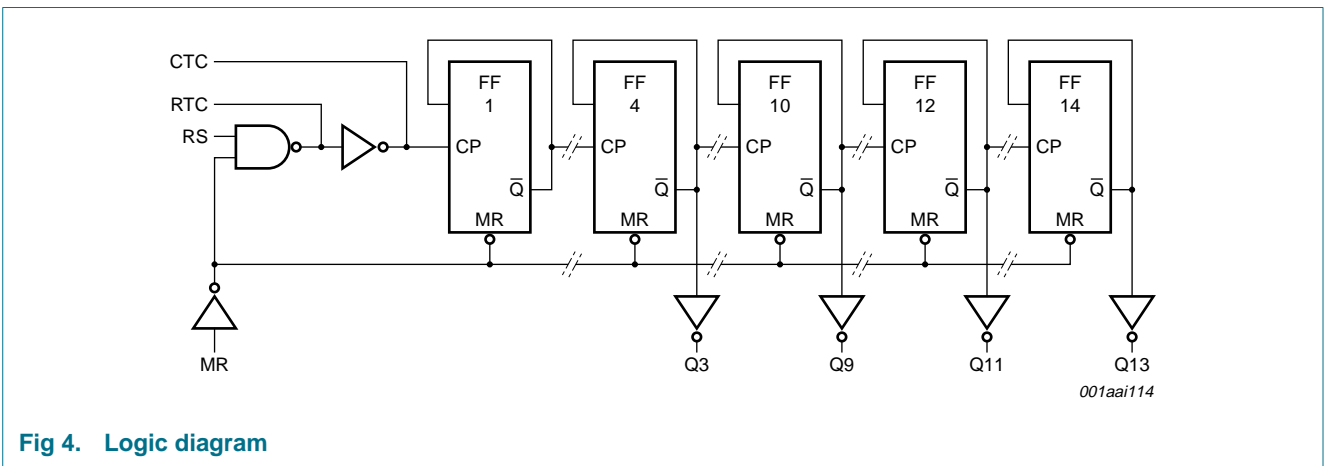 CTC
RTC
RS
FF
1
CP
Q̅
MR
FF
4
CP
Q̅
MR
FF
10
CP
Q̅
MR
FF
12
CP
Q̅
MR
FF
14
CP
Q̅
MR
MR
Q3
Q9
Q11
Q13
001aai114
Fig 4. Logic diagram